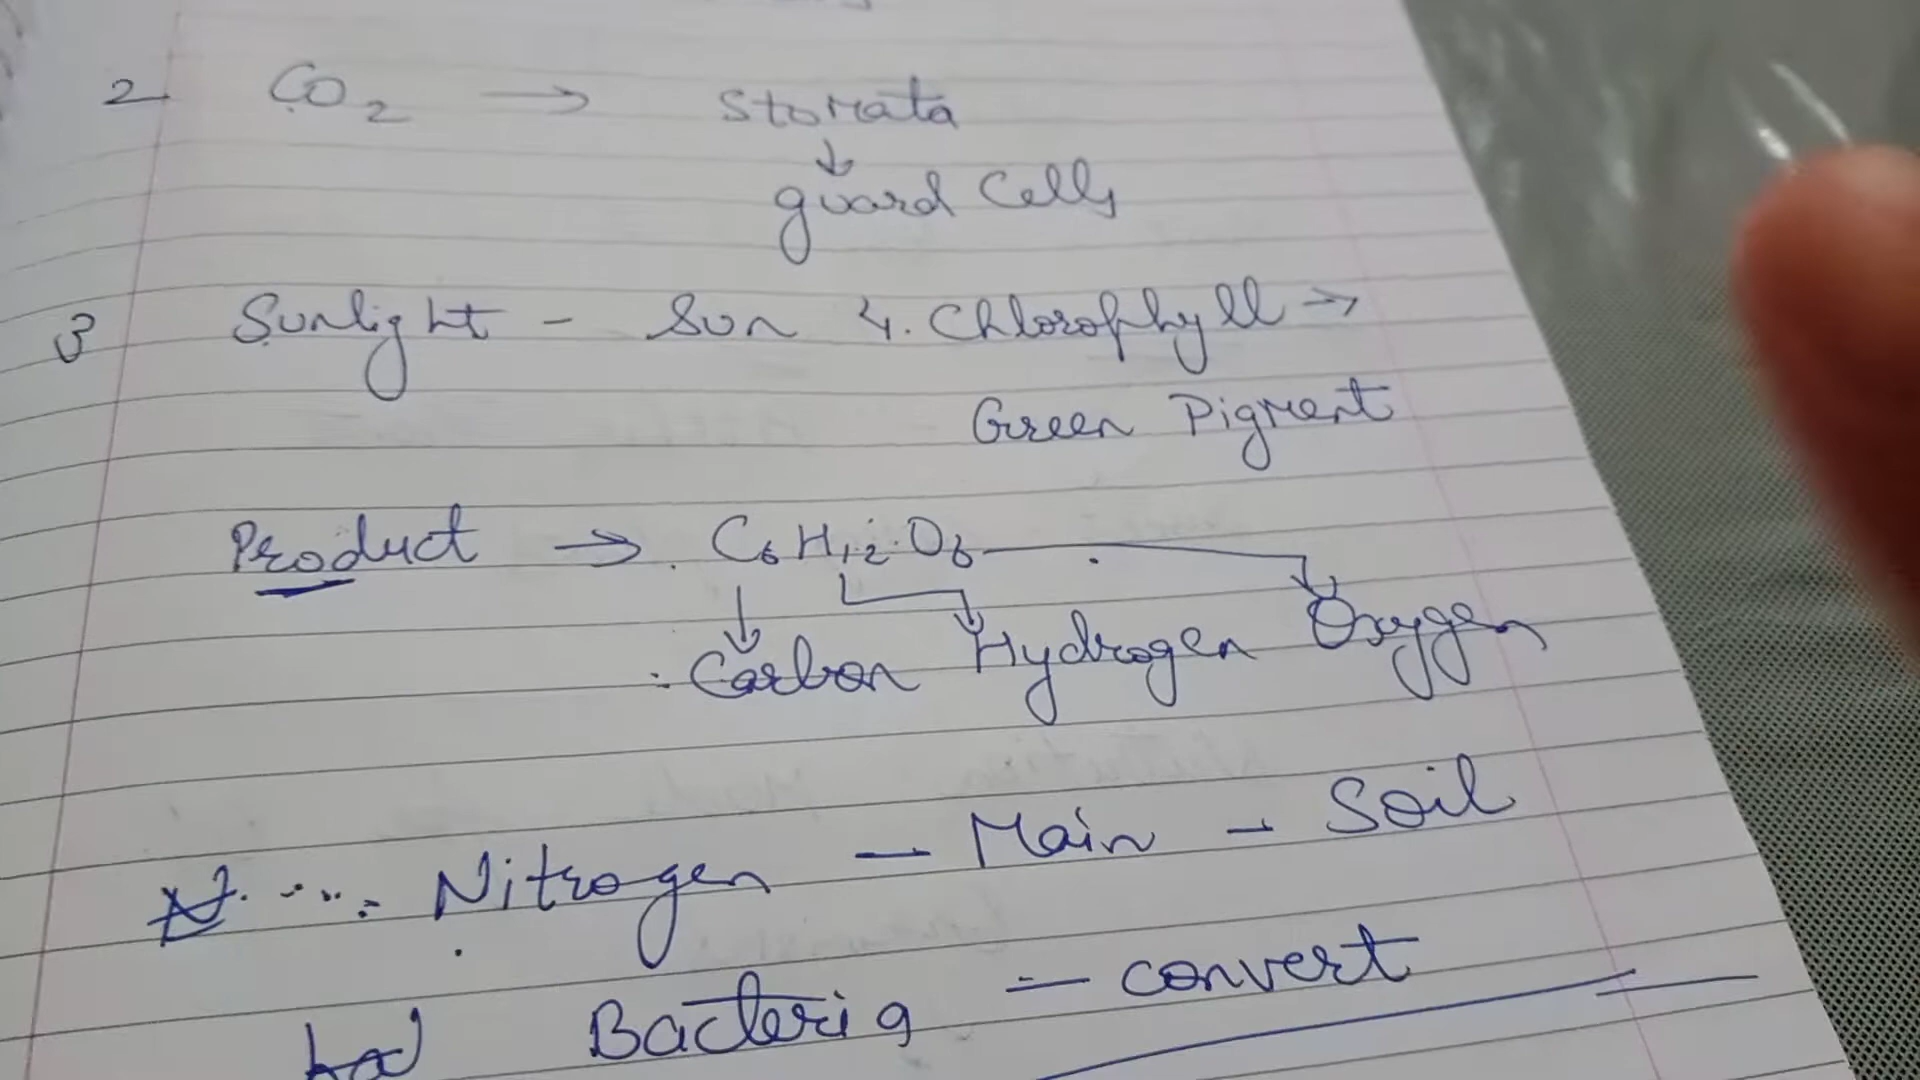 2 CO₂ → Stomata
↓
guard Cells
3 Sunlight - Sun 4. Chlorophyll →
Green Pigment
Product → C₆H₁₂O₆
Carbon Hydrogen Oxygen
Nitrogen - Main - Soil
Bacteria - convert